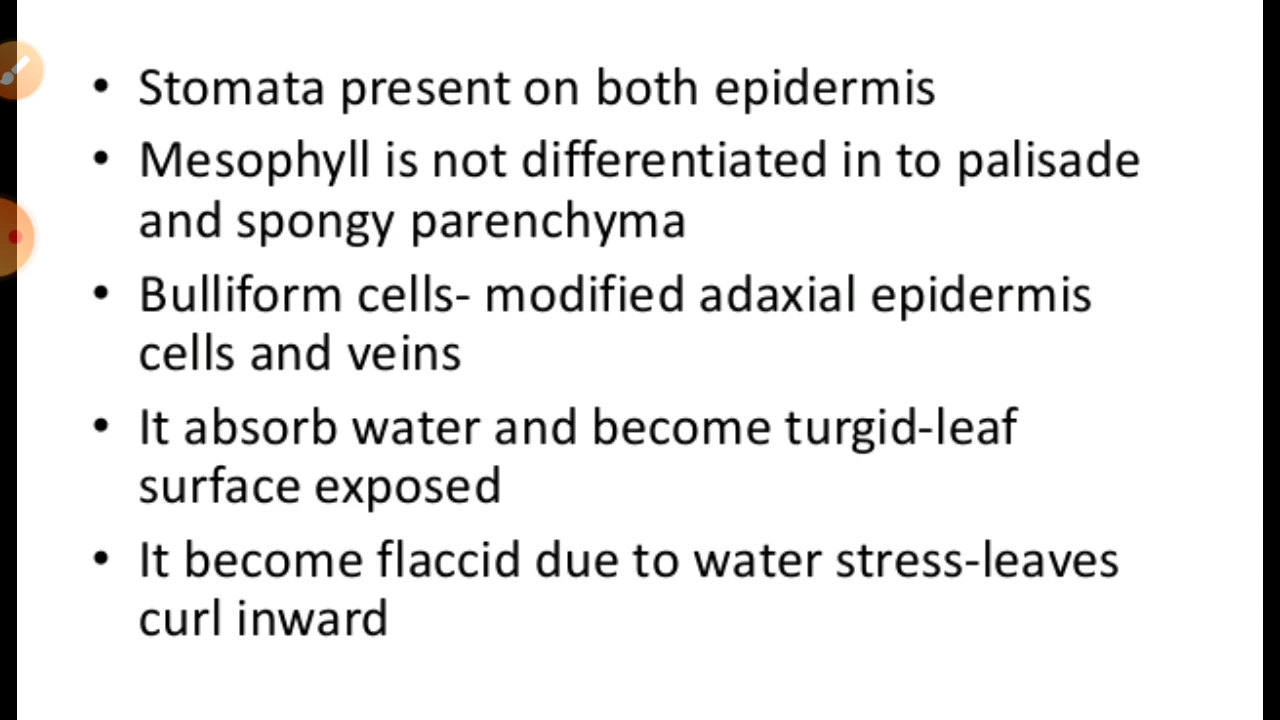 • Stomata present on both epidermis
• Mesophyll is not differentiated in to palisade
and spongy parenchyma
• Bulliform cells- modified adaxial epidermis
cells and veins
• It absorb water and become turgid-leaf
surface exposed
• It become flaccid due to water stress-leaves
curl inward